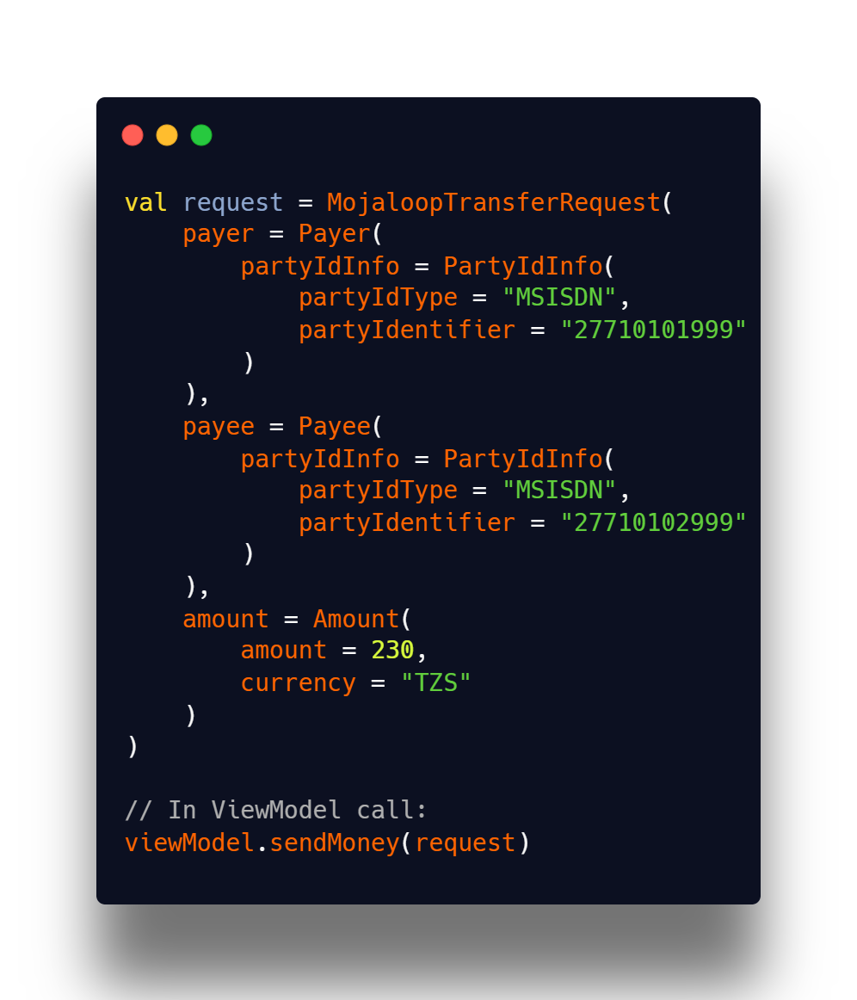 val request = MojaloopTransferRequest(
    payer = Payer(
        partyIdInfo = PartyIdInfo(
            partyIdType = "MSISDN",
            partyIdentifier = "27710101999"
        )
    ),
    payee = Payee(
        partyIdInfo = PartyIdInfo(
            partyIdType = "MSISDN",
            partyIdentifier = "27710102999"
        )
    ),
    amount = Amount(
        amount = 230,
        currency = "TZS"
    )
)

// In ViewModel call:
viewModel.sendMoney(request)